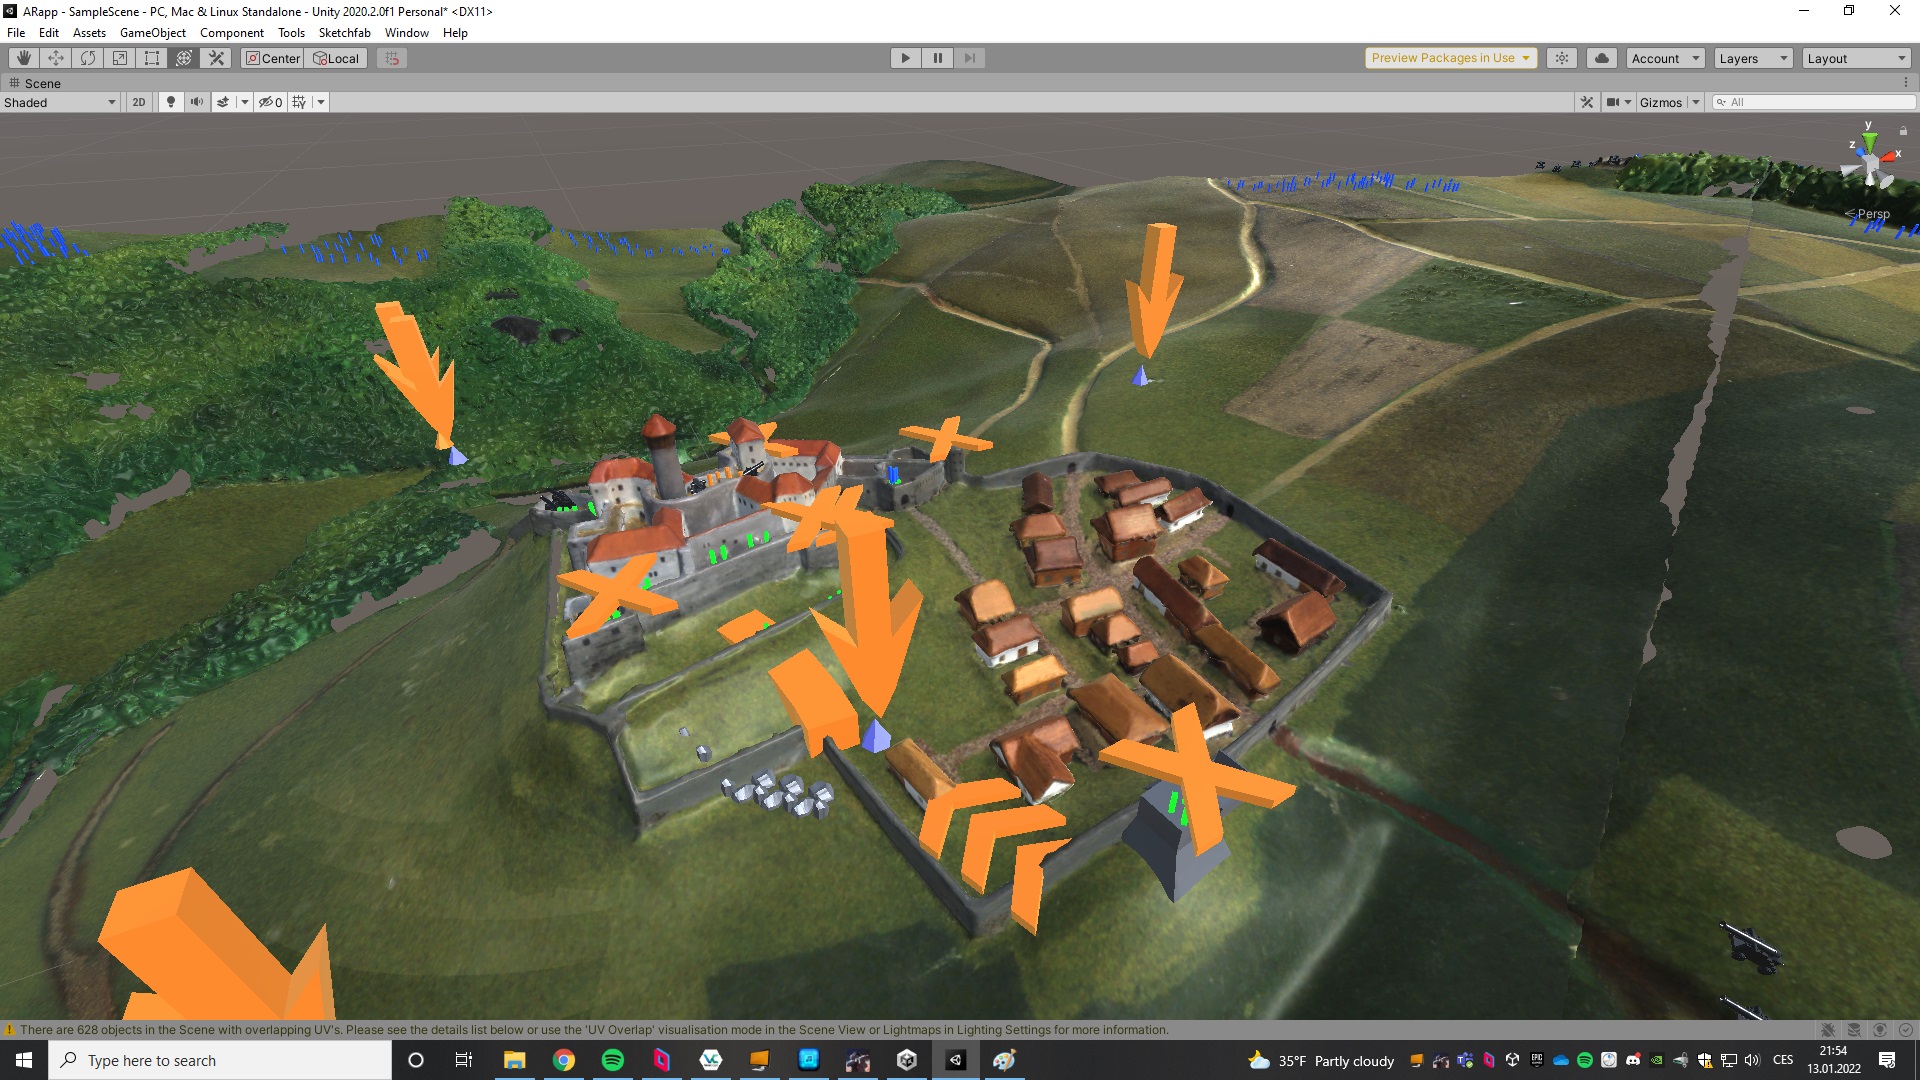 ARapp - SampleScene - PC, Mac & Linux Standalone - Unity 2020.2.0f1 Personal* <DX11>
File Edit Assets GameObject Component Tools Sketchfab Window Help
Center Local Preview Packages in Use Account Layers Layout
Scene
Shaded 2D 0 Gizmos All
y
z x
Persp
There are 628 objects in the Scene with overlapping UV's. Please see the details list below or use the 'UV Overlap' visualisation mode in the Scene View or Lightmaps in Lighting Settings for more information.
Type here to search 35°F Partly cloudy CES 21:54
13.01.2022